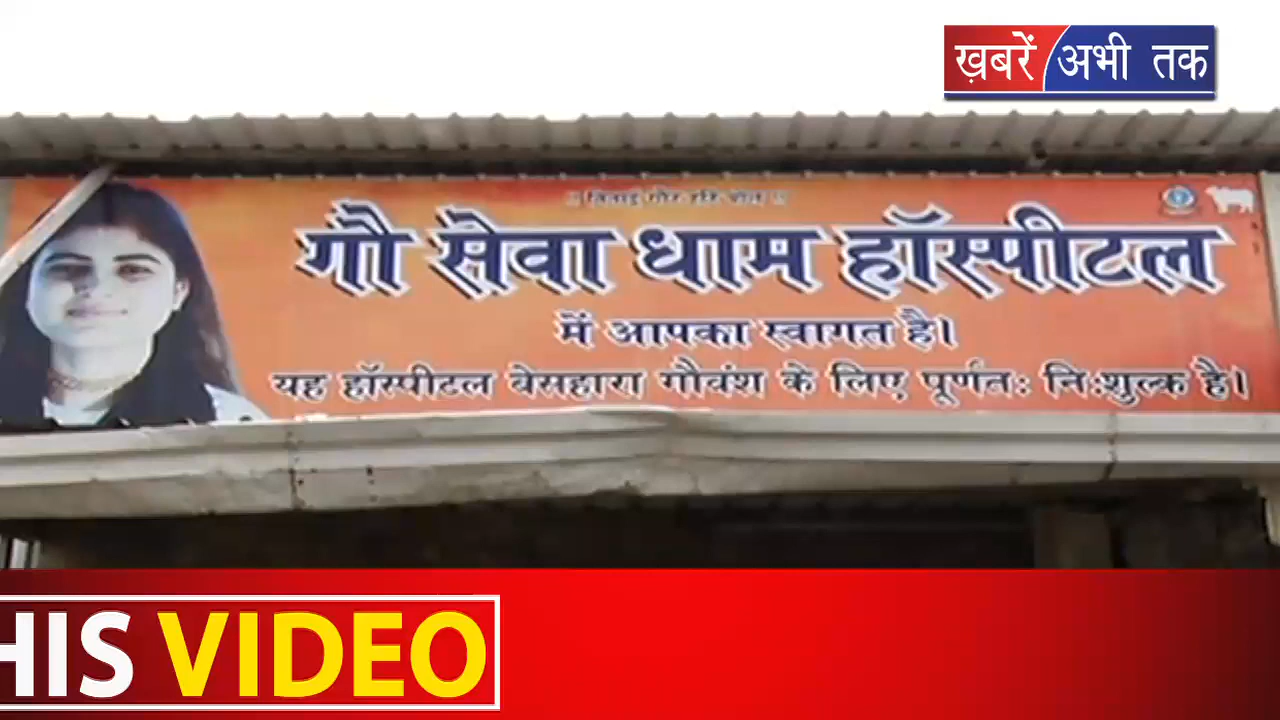 ख़बरें अभी तक
गौ सेवा धाम हॉस्पीटल
में आपका स्वागत है।
यह हॉस्पीटल बेसहारा गौवंश के लिए पूर्णतः निःशुल्क है।
HIS VIDEO